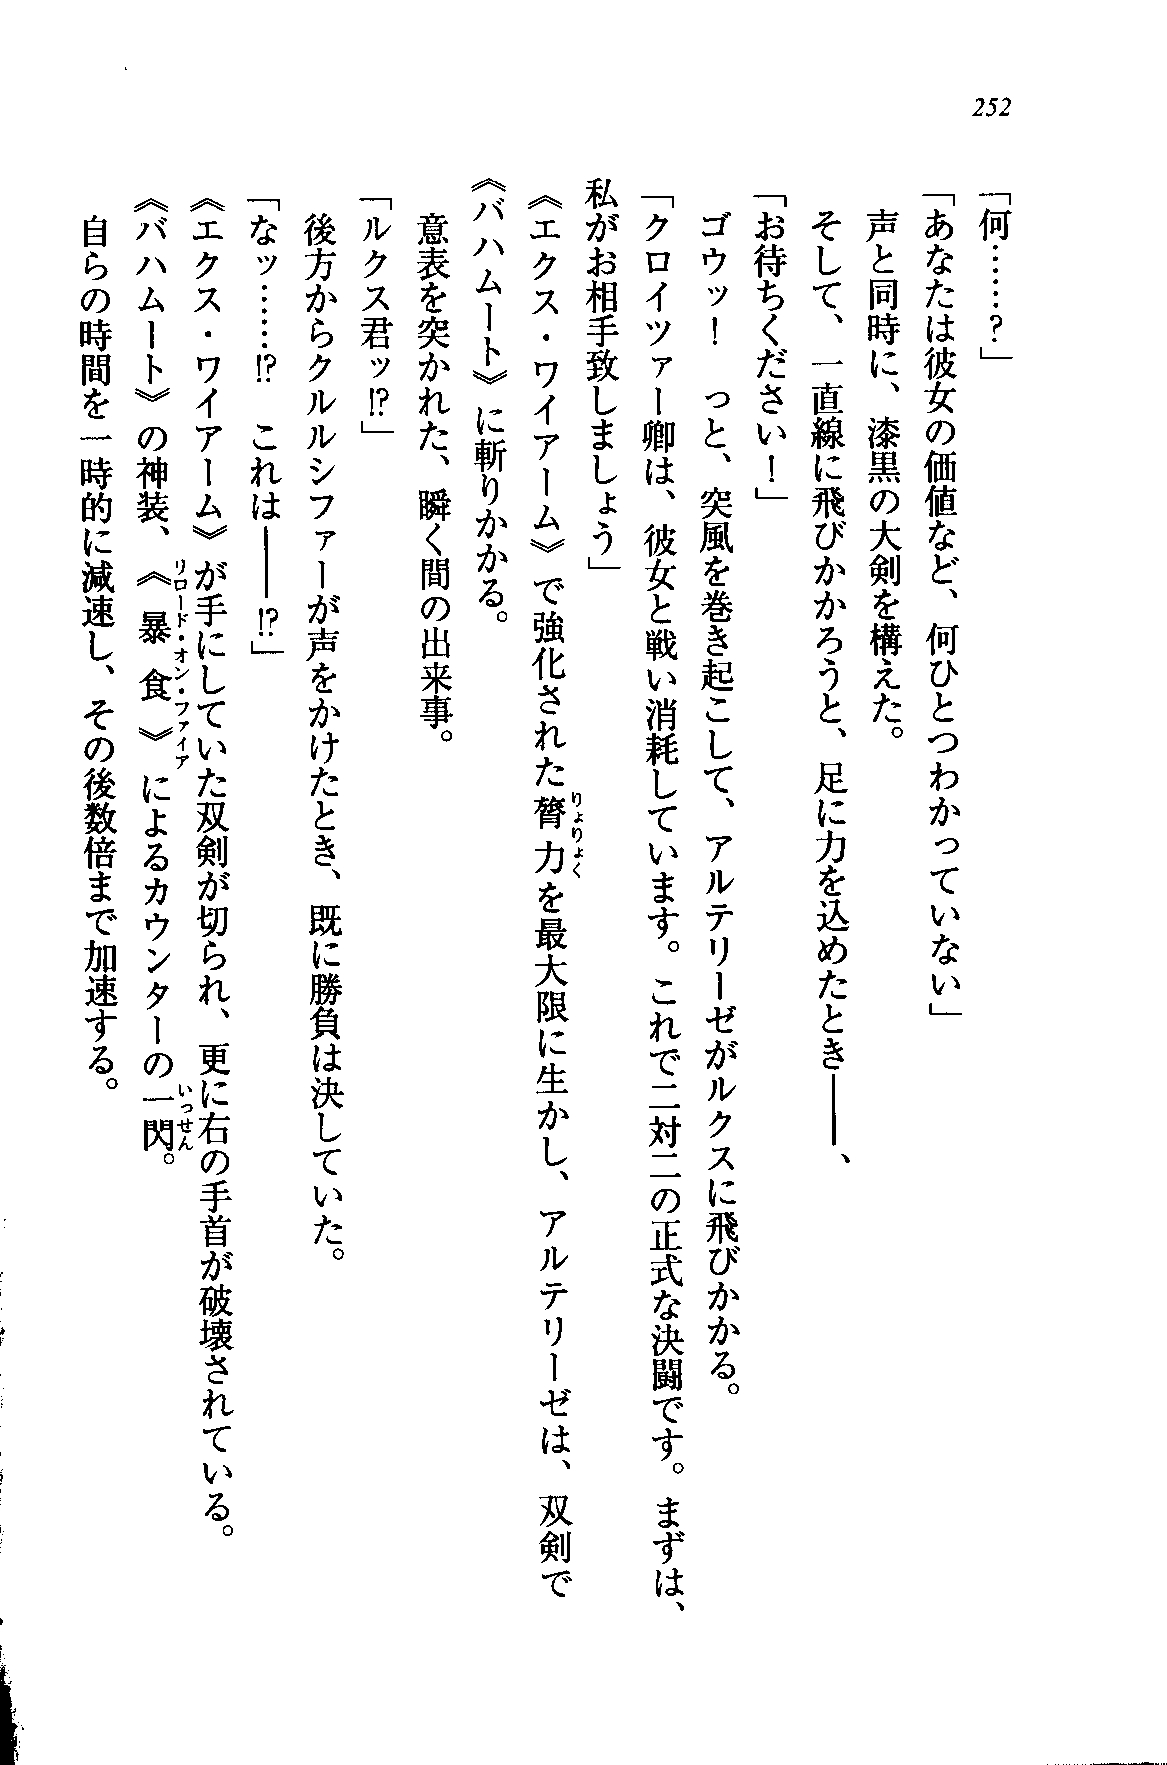 252
「何……？」
「あなたは彼女の価値など、何ひとつわかっていない」
声と同時に、漆黒の大剣を構えた。
そして、一直線に飛びかかろうと、足に力を込めたとき――、
「お待ちください！」
ゴウッ！　っと、突風を巻き起こして、アルテリーゼがルクスに飛びかかる。
「クロイツァー卿は、彼女と戦い消耗しています。これで二対二の正式な決闘です。まずは、
私がお相手致しましょう」
《エクス・ワイアーム》で強化された膂力を最大限に生かし、アルテリーゼは、双剣で
りょりょく
《バハムート》に斬りかかる。
意表を突かれた、瞬く間の出来事。
「ルクス君ッ!?」
後方からクルルシファーが声をかけたとき、既に勝負は決していた。
「なッ……!?　これは――!?」
《エクス・ワイアーム》が手にしていた双剣が切られ、更に右の手首が破壊されている。
《バハムート》の神装、《暴食》によるカウンターの一閃。
リロード・オン・ファイア
いっせん
自らの時間を一時的に減速し、その後数倍まで加速する。